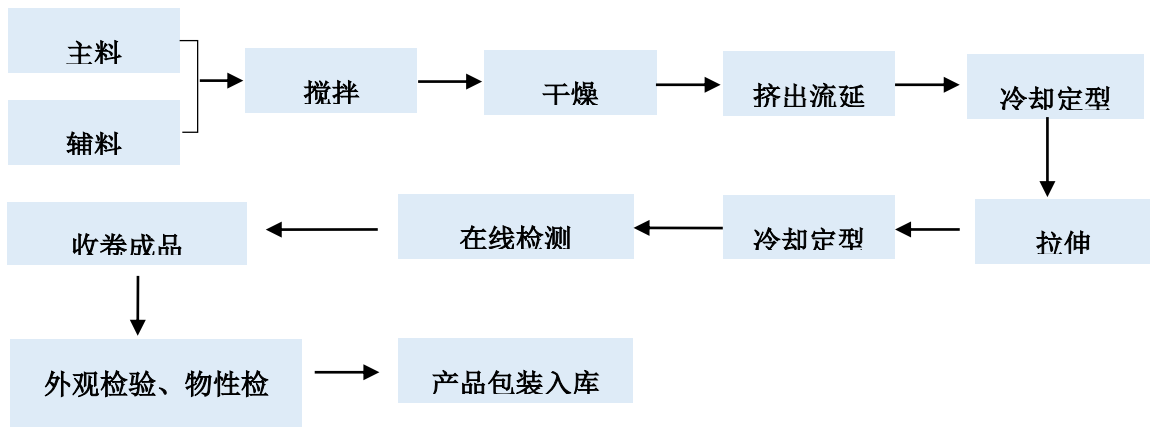 主料
辅料
搅拌
干燥
挤出流延
冷却定型
拉伸
冷却定型
在线检测
收卷成品
外观检验、物性检
产品包装入库